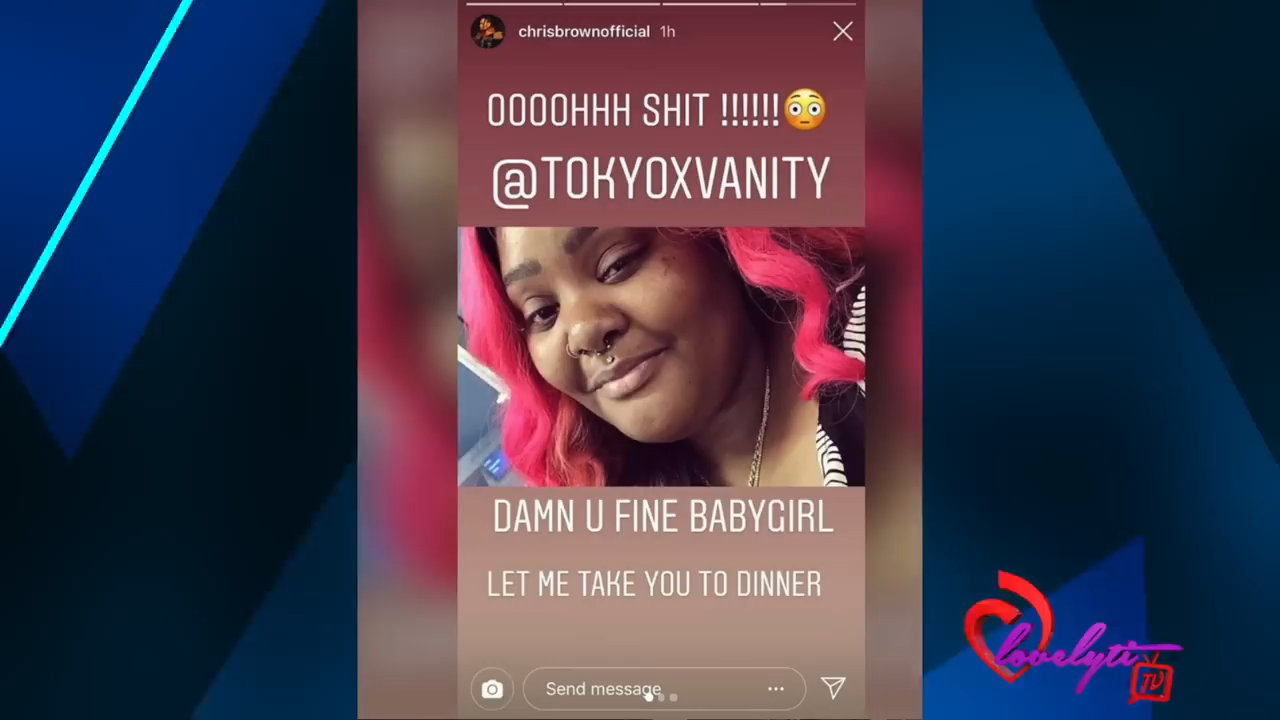 chrisbrownofficial 1h
OOOOHHH SHIT !!!!!!😳
@TOKYOXVANITY
DAMN U FINE BABYGIRL
LET ME TAKE YOU TO DINNER
Send message
lovelyti
TV